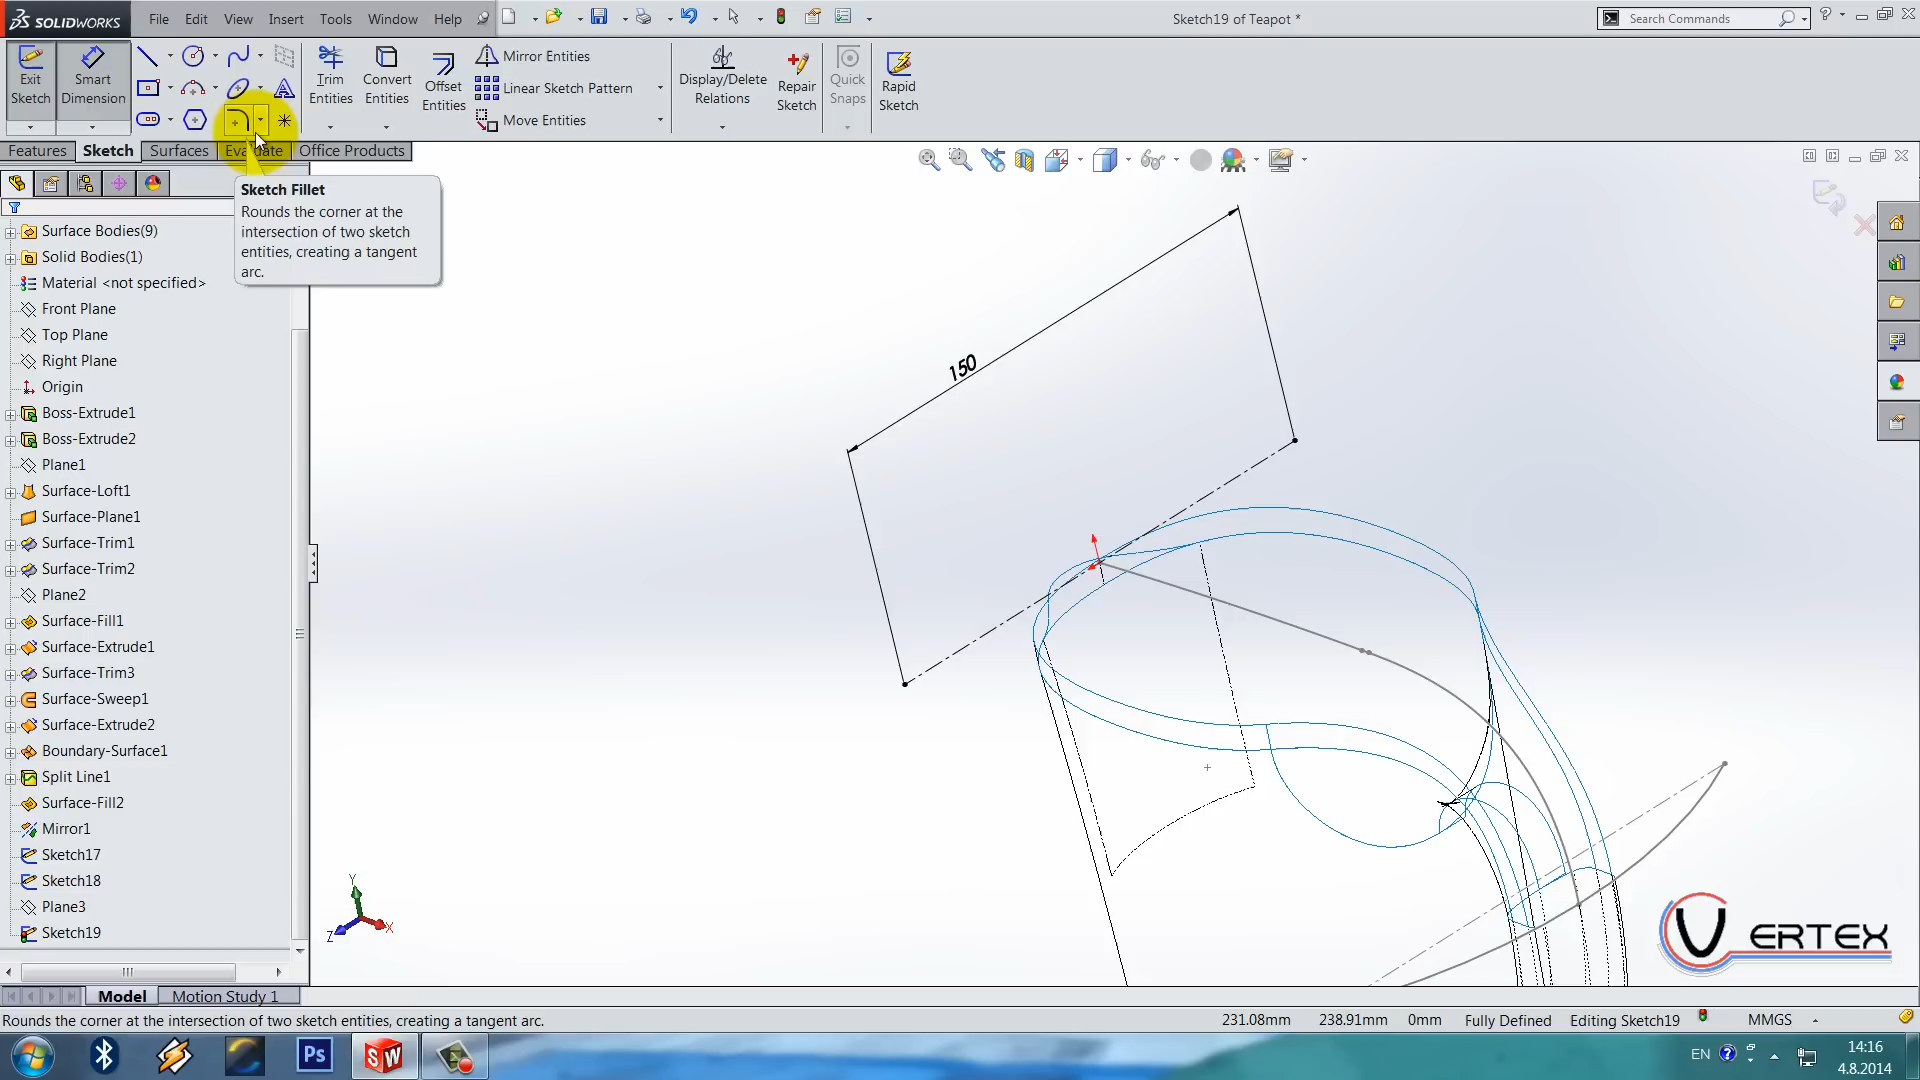 SOLIDWORKS
File Edit View Insert Tools Window Help
Sketch19 of Teapot *
Search Commands
Exit Sketch
Smart Dimension
Trim Entities
Convert Entities
Offset Entities
Mirror Entities
Linear Sketch Pattern
Move Entities
Display/Delete Relations
Repair Sketch
Quick Snaps
Rapid Sketch
Features Sketch Surfaces Evaluate Office Products
Sketch Fillet
Rounds the corner at the
intersection of two sketch
entities, creating a tangent
arc.
Surface Bodies(9)
Solid Bodies(1)
Material <not specified>
Front Plane
Top Plane
Right Plane
Origin
Boss-Extrude1
Boss-Extrude2
Plane1
Surface-Loft1
Surface-Plane1
Surface-Trim1
Surface-Trim2
Plane2
Surface-Fill1
Surface-Extrude1
Surface-Trim3
Surface-Sweep1
Surface-Extrude2
Boundary-Surface1
Split Line1
Surface-Fill2
Mirror1
Sketch17
Sketch18
Plane3
Sketch19
150
Y
X
Z
VERTEX
Model Motion Study 1
Rounds the corner at the intersection of two sketch entities, creating a tangent arc.
231.08mm 238.91mm 0mm Fully Defined Editing Sketch19 MMGS
Ps
SW
EN
14:16
4.8.2014